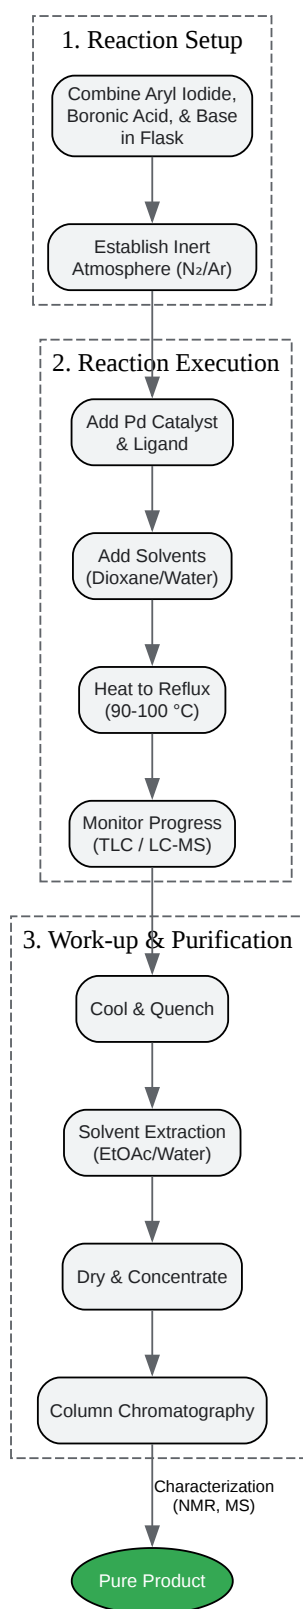 1. Reaction Setup
Combine Aryl Iodide,
Boronic Acid, & Base
in Flask
Establish Inert
Atmosphere (N₂/Ar)
2. Reaction Execution
Add Pd Catalyst
& Ligand
Add Solvents
(Dioxane/Water)
Heat to Reflux
(90-100 °C)
Monitor Progress
(TLC / LC-MS)
3. Work-up & Purification
Cool & Quench
Solvent Extraction
(EtOAc/Water)
Dry & Concentrate
Column Chromatography
Characterization
(NMR, MS)
Pure Product